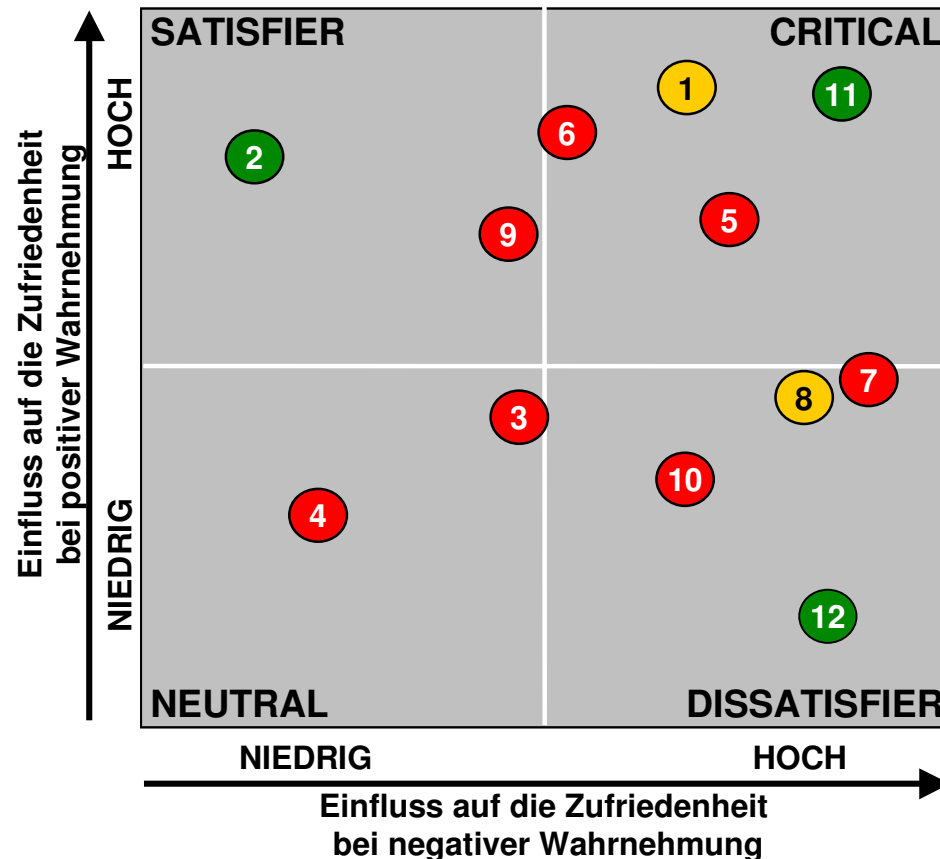 SATISFIER
CRITICAL
1
11
6
2
5
9
7
8
3
10
4
12
NEUTRAL
DISSATISFIER
HOCH
NIEDRIG
Einfluss auf die Zufriedenheit
bei positiver Wahrnehmung
NIEDRIG
HOCH
Einfluss auf die Zufriedenheit
bei negativer Wahrnehmung